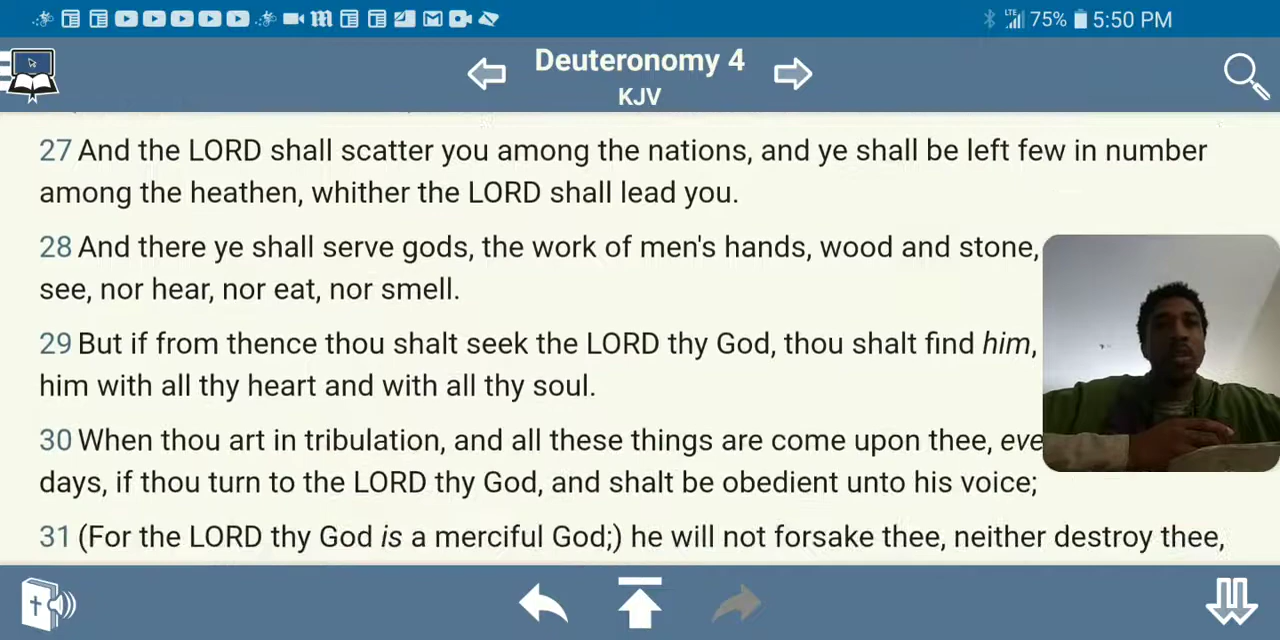 75% 5:50 PM
LTE
Deuteronomy 4
KJV
27 And the LORD shall scatter you among the nations, and ye shall be left few in number
among the heathen, whither the LORD shall lead you.
28 And there ye shall serve gods, the work of men's hands, wood and stone,
see, nor hear, nor eat, nor smell.
29 But if from thence thou shalt seek the LORD thy God, thou shalt find him,
him with all thy heart and with all thy soul.
30 When thou art in tribulation, and all these things are come upon thee, eve
days, if thou turn to the LORD thy God, and shalt be obedient unto his voice;
31 (For the LORD thy God is a merciful God;) he will not forsake thee, neither destroy thee,